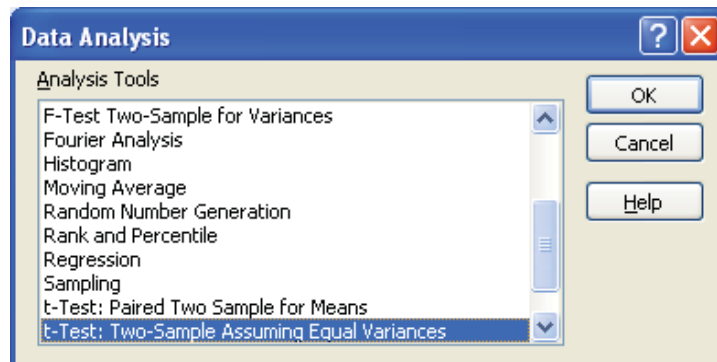 Data Analysis
Analysis Tools
F-Test Two-Sample for Variances
Fourier Analysis
Histogram
Moving Average
Random Number Generation
Rank and Percentile
Regression
Sampling
t-Test: Paired Two Sample for Means
t-Test: Two-Sample Assuming Equal Variances
OK
Cancel
Help